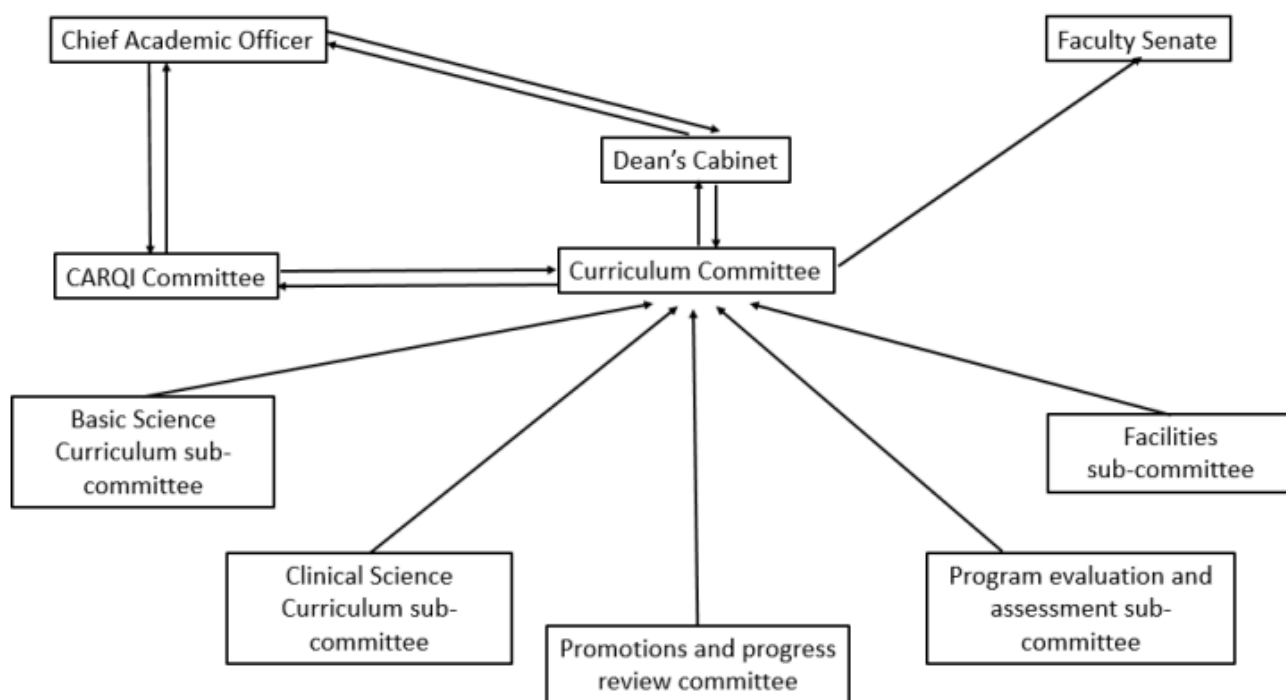 Chief Academic Officer
Faculty Senate
Dean’s Cabinet
CARQI Committee
Curriculum Committee
Basic Science
Curriculum sub-
committee
Facilities
sub-committee
Clinical Science
Curriculum sub-
committee
Program evaluation and
assessment sub-
committee
Promotions and progress
review committee